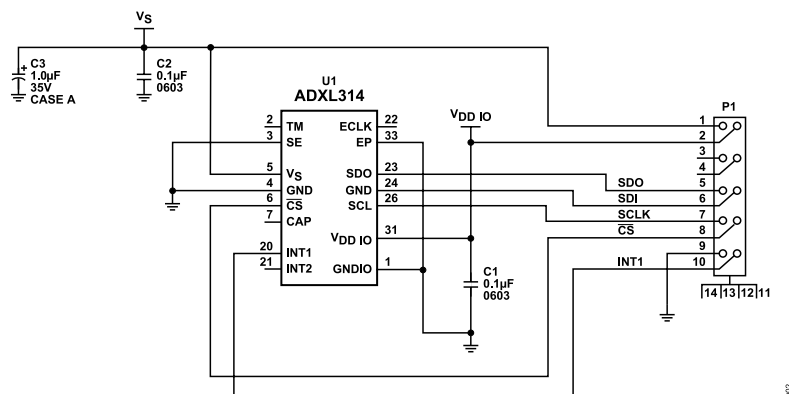 VS
C3
1.0µF
35V
CASE A
C2
0.1µF
0603
U1
ADXL314
2 TM
3 SE
5 VS
4 GND
6 CS
7 CAP
20 INT1
21 INT2
ECLK 22
EP 33
SDO 23
GND 24
SCL 26
VDD IO 31
GNDIO 1
VDD IO
C1
0.1µF
0603
P1
1
2
3
4
SDO 5
SDI 6
SCLK 7
CS 8
9
INT1 10
14 13 12 11